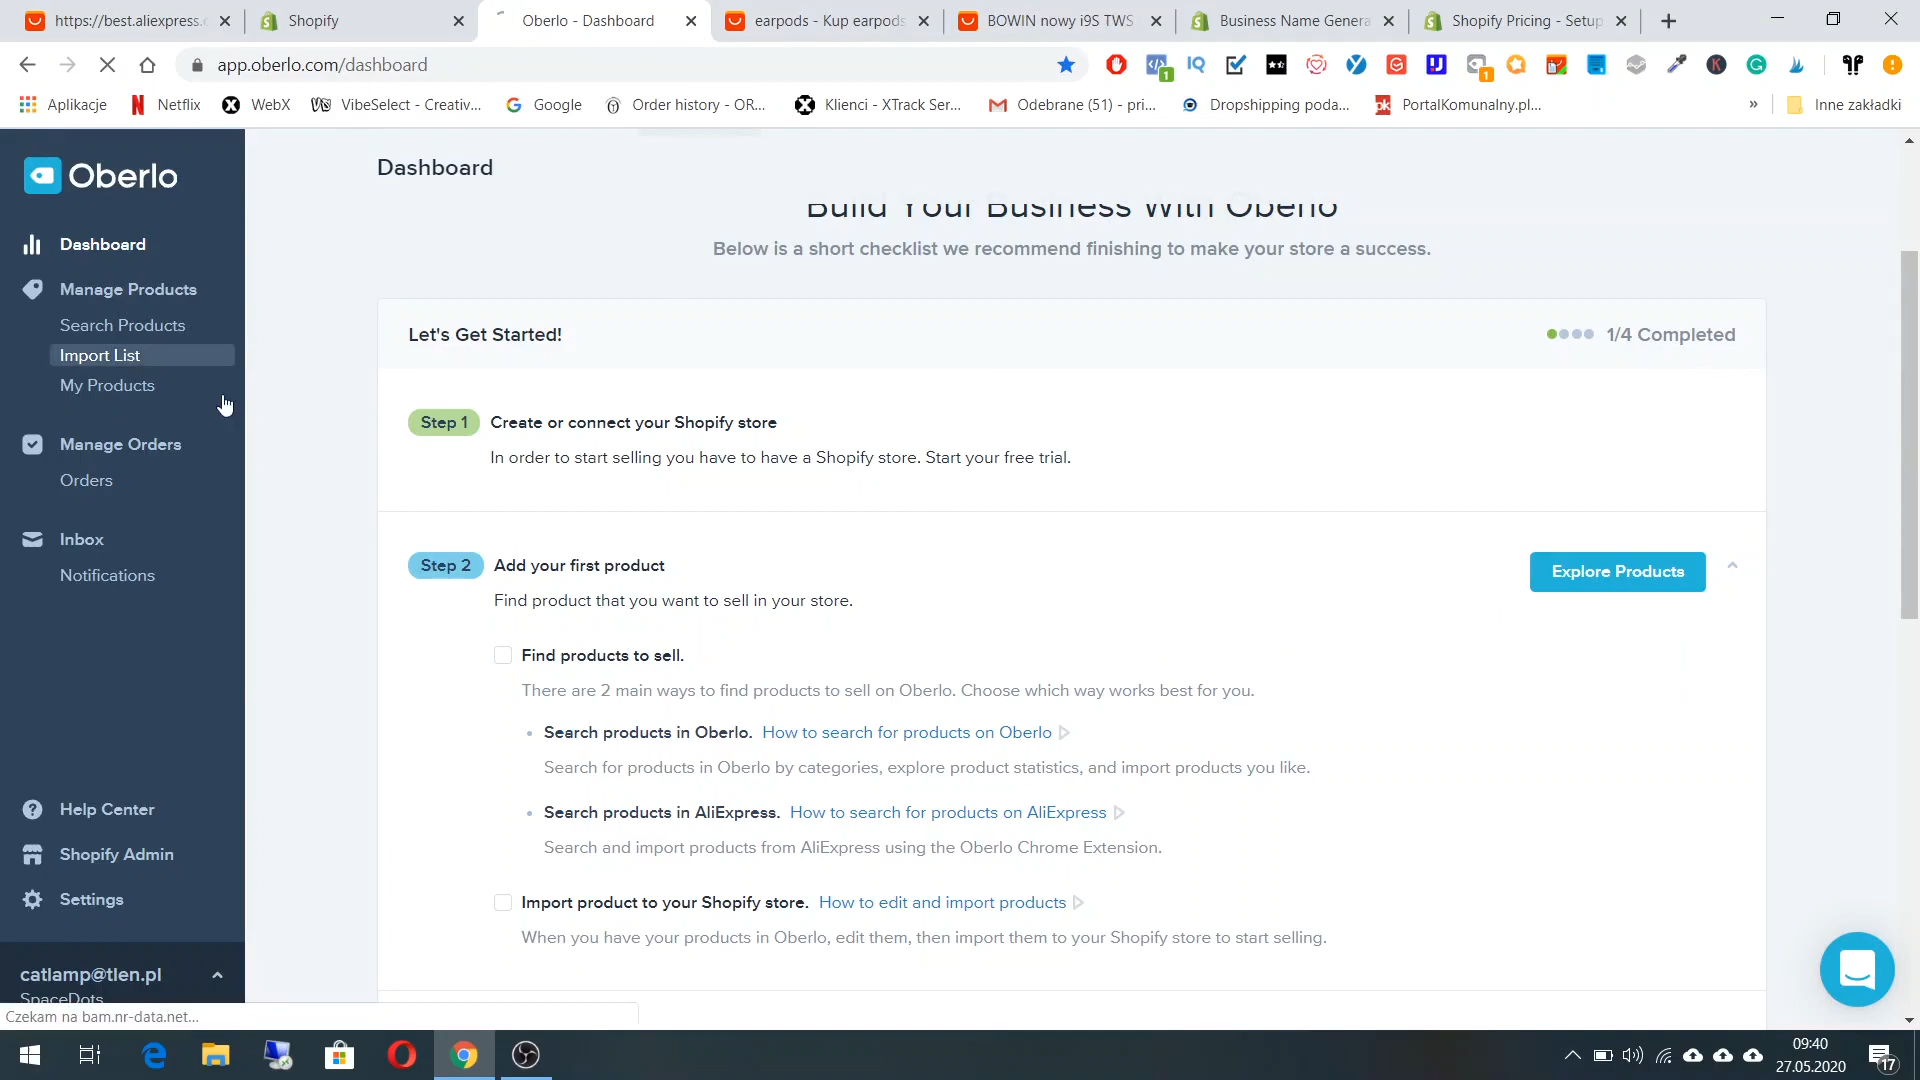 https://best.aliexpress.c
Shopify
Oberlo - Dashboard
earpods - Kup earpods
BOWIN nowy i9S TWS
Business Name Genera
Shopify Pricing - Setup
app.oberlo.com/dashboard
Aplikacje
Netflix
WebX
VibeSelect - Creativ...
Google
Order history - OR...
Klienci - XTrack Ser...
Odebrane (51) - pri...
Dropshipping poda...
PortalKomunalny.pl...
»
Inne zakładki
Oberlo
Dashboard
Manage Products
Search Products
Import List
My Products
Manage Orders
Orders
Inbox
Notifications
Help Center
Shopify Admin
Settings
catlamp@tlen.pl
SpaceDots
Czekam na bam.nr-data.net...
Dashboard
Build Your Business With Oberlo
Below is a short checklist we recommend finishing to make your store a success.
Let's Get Started!
1/4 Completed
Step 1 Create or connect your Shopify store
In order to start selling you have to have a Shopify store. Start your free trial.
Step 2 Add your first product
Explore Products
Find product that you want to sell in your store.
Find products to sell.
There are 2 main ways to find products to sell on Oberlo. Choose which way works best for you.
• Search products in Oberlo. How to search for products on Oberlo
Search for products in Oberlo by categories, explore product statistics, and import products you like.
• Search products in AliExpress. How to search for products on AliExpress
Search and import products from AliExpress using the Oberlo Chrome Extension.
Import product to your Shopify store. How to edit and import products
When you have your products in Oberlo, edit them, then import them to your Shopify store to start selling.
09:40
27.05.2020
17